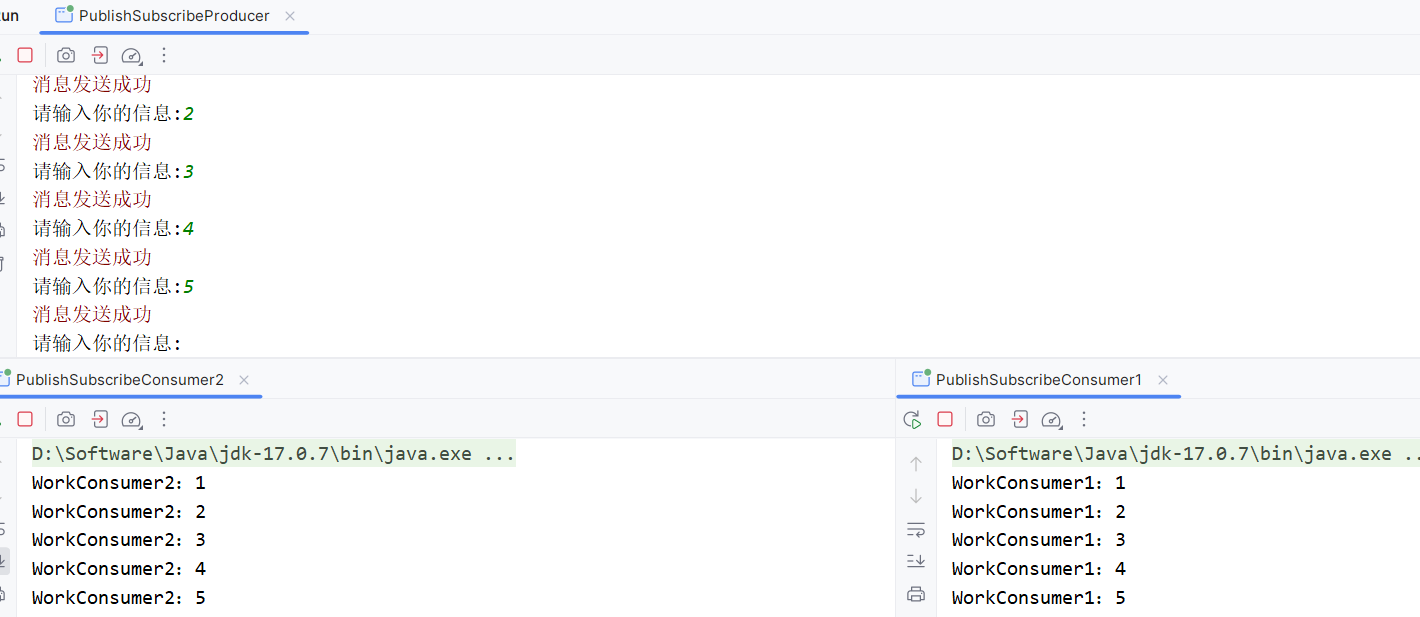 un
PublishSubscribeProducer
消息发送成功
请输入你的信息:2
消息发送成功
请输入你的信息:3
消息发送成功
请输入你的信息:4
消息发送成功
请输入你的信息:5
消息发送成功
请输入你的信息:
PublishSubscribeConsumer2
D:\Software\Java\jdk-17.0.7\bin\java.exe ...
WorkConsumer2：1
WorkConsumer2：2
WorkConsumer2：3
WorkConsumer2：4
WorkConsumer2：5
PublishSubscribeConsumer1
D:\Software\Java\jdk-17.0.7\bin\java.exe ..
WorkConsumer1：1
WorkConsumer1：2
WorkConsumer1：3
WorkConsumer1：4
WorkConsumer1：5